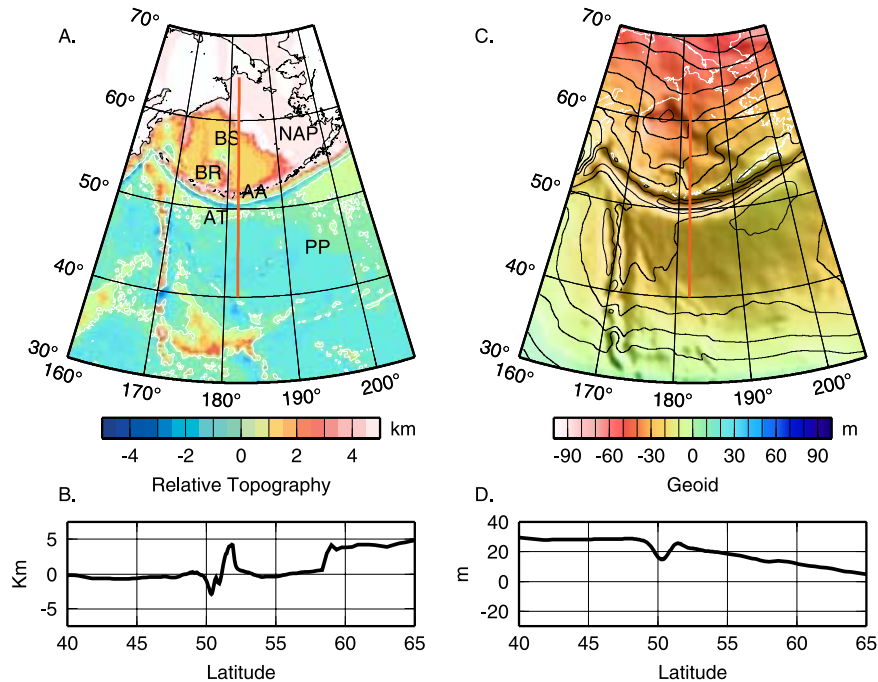 A.
70°
60°
50°
40°
30°
160°
170°
180°
190°
200°
BS
NAP
BR
AA
AT
PP
-4 -2 0 2 4 km
Relative Topography
C.
70°
60°
50°
40°
30°
160°
170°
180°
190°
200°
-90 -60 -30 0 30 60 90 m
Geoid
B.
Km
5
0
-5
40 45 50 55 60 65
Latitude
D.
m
40
20
0
-20
40 45 50 55 60 65
Latitude